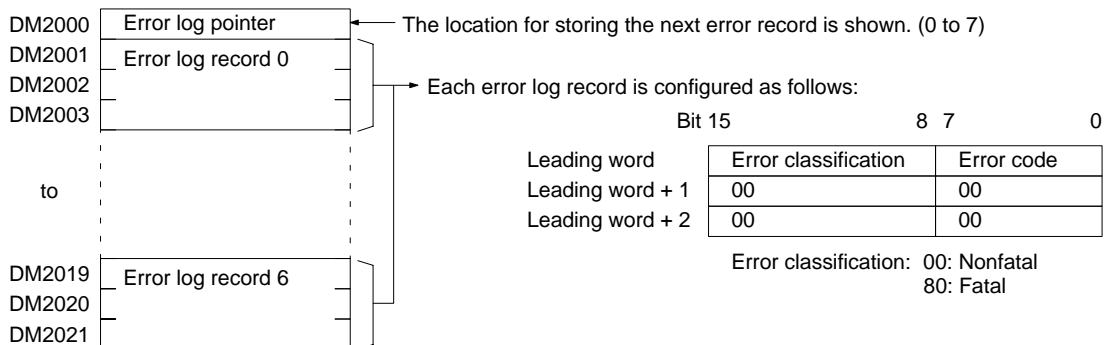 DM2000 Error log pointer The location for storing the next error record is shown. (0 to 7)
DM2001 Error log record 0
DM2002 Each error log record is configured as follows:
DM2003
Bit 15 8 7 0
Leading word Error classification Error code
Leading word + 1 00 00
Leading word + 2 00 00
to
Error classification: 00: Nonfatal
80: Fatal
DM2019 Error log record 6
DM2020
DM2021